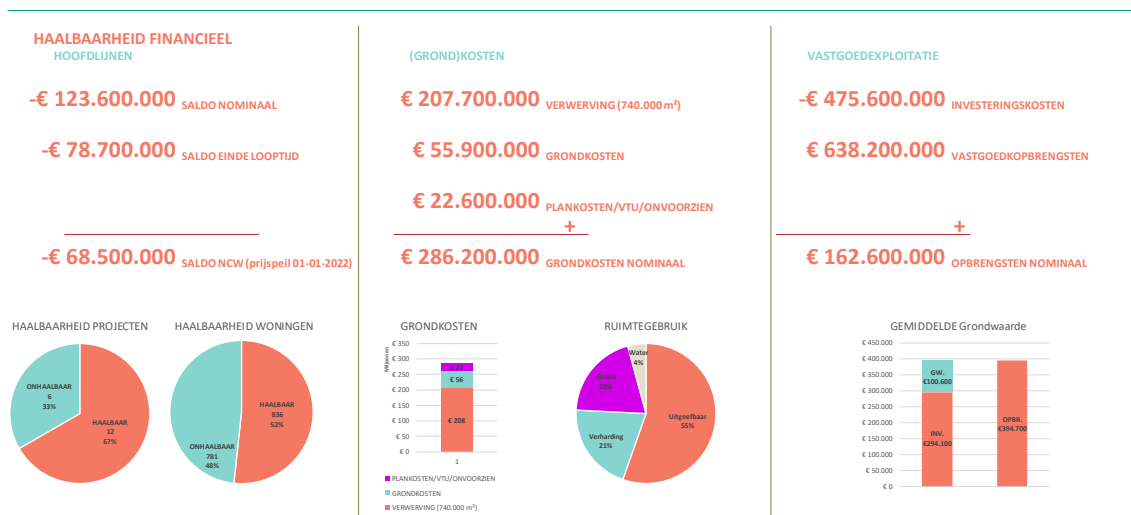 HAALBAARHEID FINANCIEEL
HOOFDLIJNEN
-€ 123.600.000 SALDO NOMINAAL
-€ 78.700.000 SALDO EINDE LOOPTIJD
-€ 68.500.000 SALDO NCW (prijspeil 01-01-2022)
HAALBAARHEID PROJECTEN
ONHAALBAAR
6
33%
HAALBAAR
12
67%
HAALBAARHEID WONINGEN
HAALBAAR
836
52%
ONHAALBAAR
781
48%
(GROND)KOSTEN
€ 207.700.000 VERWERVING (740.000 m²)
€ 55.900.000 GRONDKOSTEN
€ 22.600.000 PLANKOSTEN/VTU/ONVOORZIEN
+
€ 286.200.000 GRONDKOSTEN NOMINAAL
GRONDKOSTEN
Miljoenen
€ 350
€ 300
€ 250
€ 200
€ 150
€ 100
€ 50
€ 0
€ 56
€ 208
1
PLANKOSTEN/VTU/ONVOORZIEN
GRONDKOSTEN
VERWERVING (740.000 m²)
RUIMTEGEBRUIK
Water
4%
Groen
20%
Uitgeefbaar
55%
Verharding
21%
VASTGOEDEXPLOITATIE
-€ 475.600.000 INVESTERINGSKOSTEN
€ 638.200.000 VASTGOEDKOPBRENGSTEN
+
€ 162.600.000 OPBRENGSTEN NOMINAAL
GEMIDDELDE Grondwaarde
€ 450.000
€ 400.000
€ 350.000
€ 300.000
€ 250.000
€ 200.000
€ 150.000
€ 100.000
€ 50.000
€ 0
GW.
€100.600
INV.
€294.100
OPBR.
€394.700